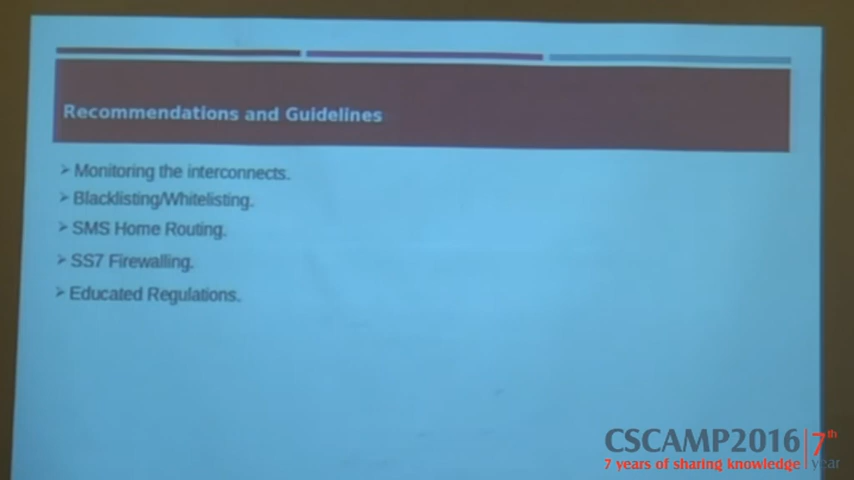 Recommendations and Guidelines
➢ Monitoring the interconnects.
➢ Blacklisting/Whitelisting.
➢ SMS Home Routing.
➢ SS7 Firewalling.
➢ Educated Regulations.
CSCAMP2016 7th
7 years of sharing knowledge year